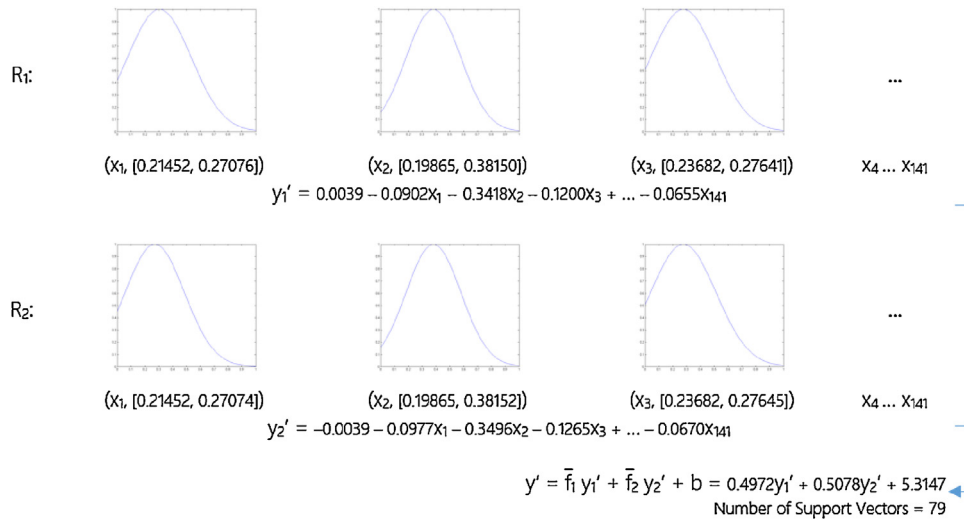 R₁:
...
(x₁, [0.21452, 0.27076])
(x₂, [0.19865, 0.38150])
(x₃, [0.23682, 0.27641])
x₄ ... x₁₄₁
y₁′ = 0.0039 – 0.0902x₁ – 0.3418x₂ – 0.1200x₃ + ... – 0.0655x₁₄₁
R₂:
...
(x₁, [0.21452, 0.27074])
(x₂, [0.19865, 0.38152])
(x₃, [0.23682, 0.27645])
x₄ ... x₁₄₁
y₂′ = –0.0039 – 0.0977x₁ – 0.3496x₂ – 0.1265x₃ + ... – 0.0670x₁₄₁
y′ = f̄₁ y₁′ + f̄₂ y₂′ + b = 0.4972y₁′ + 0.5078y₂′ + 5.3147
Number of Support Vectors = 79